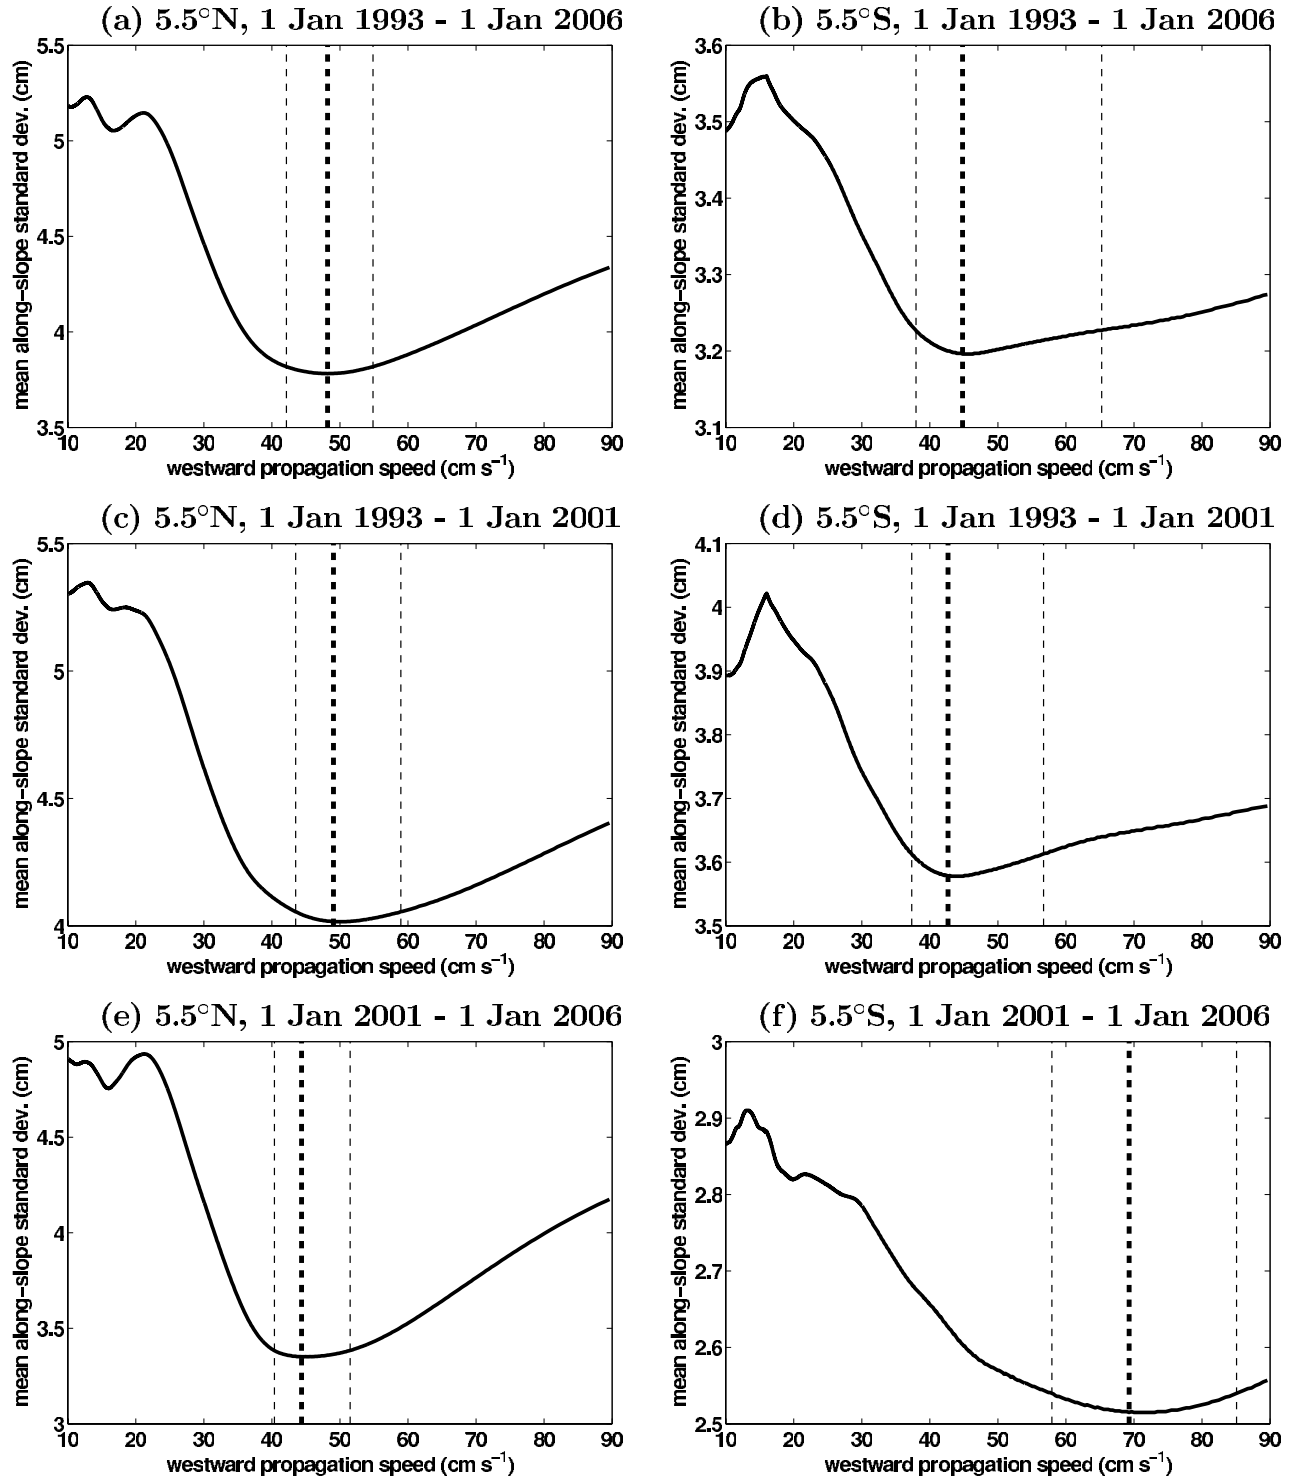 (a) 5.5°N, 1 Jan 1993 - 1 Jan 2006
mean along-slope standard dev. (cm)
5.5
5
4.5
4
3.5
10 20 30 40 50 60 70 80 90
westward propagation speed (cm s⁻¹)
(b) 5.5°S, 1 Jan 1993 - 1 Jan 2006
mean along-slope standard dev. (cm)
3.6
3.5
3.4
3.3
3.2
3.1
10 20 30 40 50 60 70 80 90
westward propagation speed (cm s⁻¹)
(c) 5.5°N, 1 Jan 1993 - 1 Jan 2001
mean along-slope standard dev. (cm)
5.5
5
4.5
4
10 20 30 40 50 60 70 80 90
westward propagation speed (cm s⁻¹)
(d) 5.5°S, 1 Jan 1993 - 1 Jan 2001
mean along-slope standard dev. (cm)
4.1
4
3.9
3.8
3.7
3.6
3.5
10 20 30 40 50 60 70 80 90
westward propagation speed (cm s⁻¹)
(e) 5.5°N, 1 Jan 2001 - 1 Jan 2006
mean along-slope standard dev. (cm)
5
4.5
4
3.5
3
10 20 30 40 50 60 70 80 90
westward propagation speed (cm s⁻¹)
(f) 5.5°S, 1 Jan 2001 - 1 Jan 2006
mean along-slope standard dev. (cm)
3
2.9
2.8
2.7
2.6
2.5
10 20 30 40 50 60 70 80 90
westward propagation speed (cm s⁻¹)